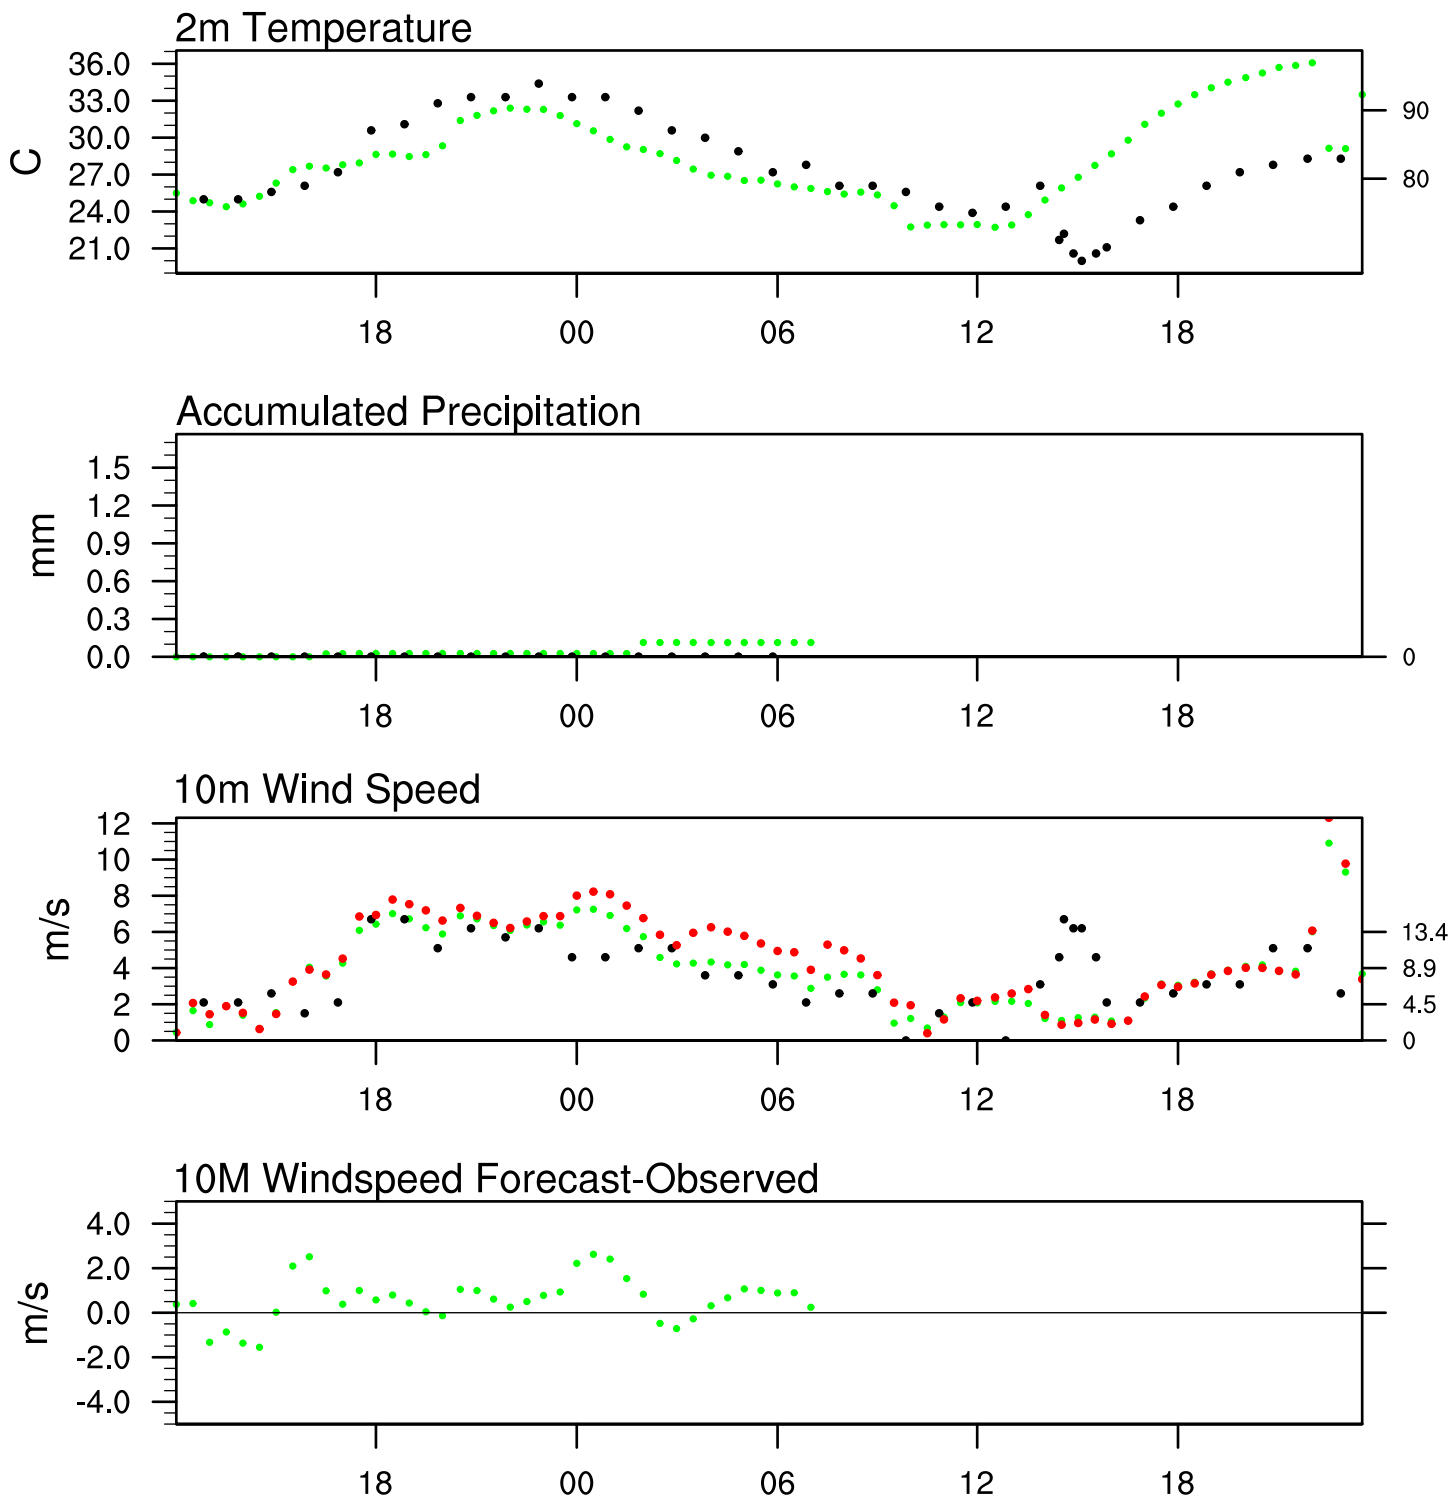 2m Temperature
36.0
33.0
30.0
27.0
24.0
21.0
C
90
80
18 00 06 12 18
Accumulated Precipitation
1.5
1.2
0.9
0.6
0.3
0.0
mm
0
18 00 06 12 18
10m Wind Speed
12
10
8
6
4
2
0
m/s
13.4
8.9
4.5
0
18 00 06 12 18
10M Windspeed Forecast-Observed
4.0
2.0
0.0
-2.0
-4.0
m/s
18 00 06 12 18